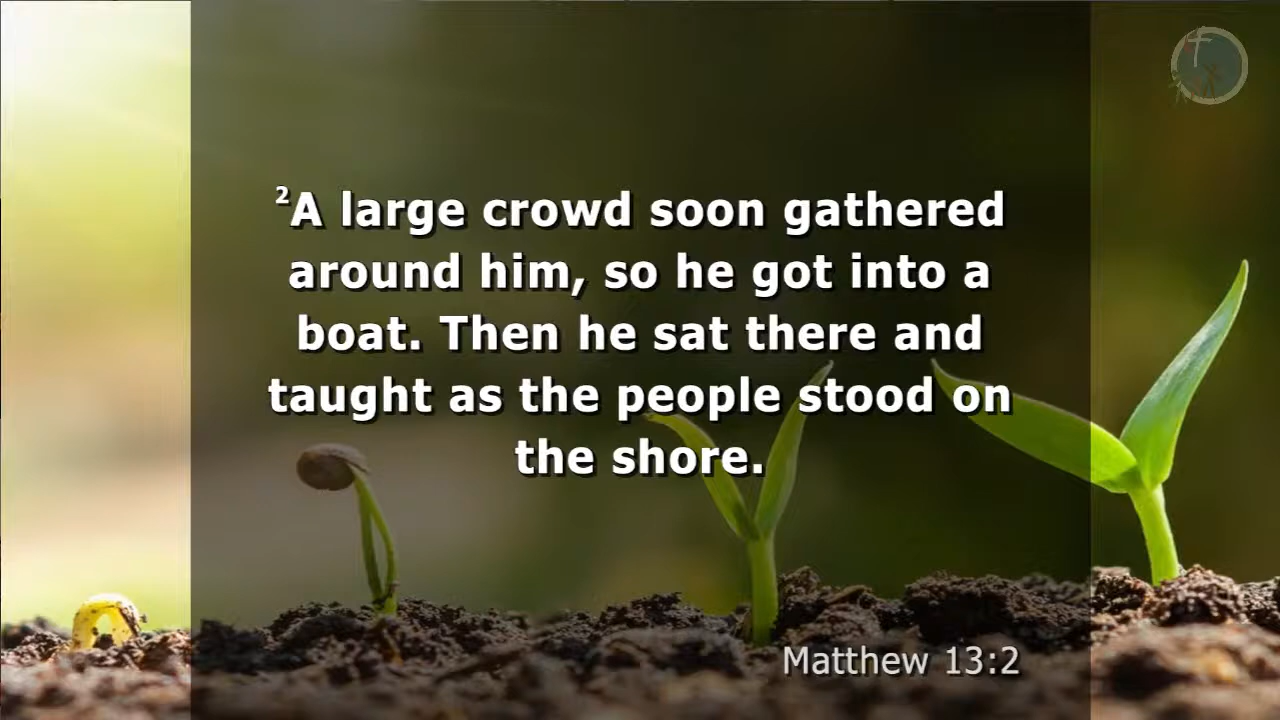 ²A large crowd soon gathered
around him, so he got into a
boat. Then he sat there and
taught as the people stood on
the shore.
Matthew 13:2